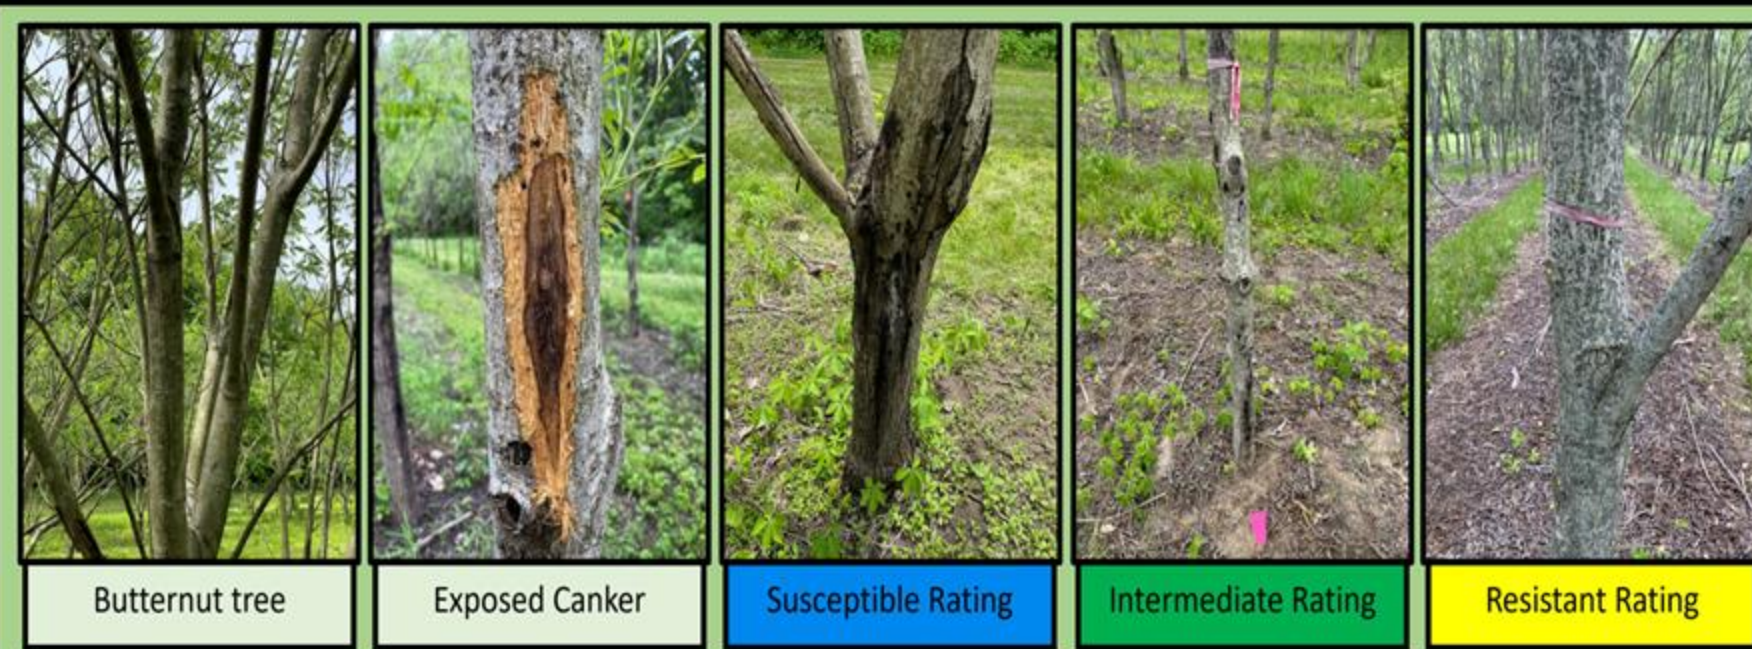 Butternut tree
Exposed Canker
Susceptible Rating
Intermediate Rating
Resistant Rating